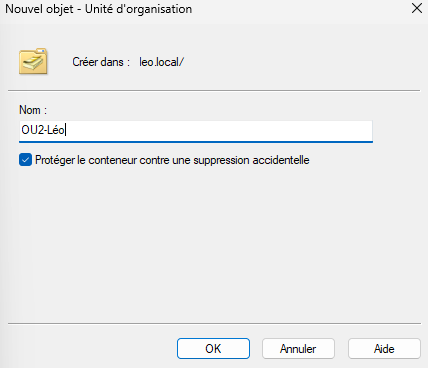 Nouvel objet - Unité d'organisation
Créer dans : leo.local/
Nom :
OU2-Léo
Protéger le conteneur contre une suppression accidentelle
OK Annuler Aide